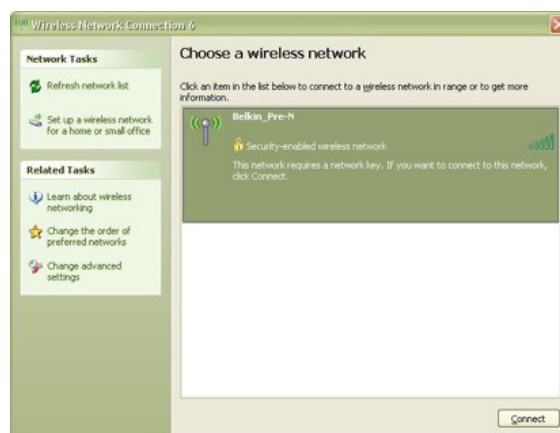 Wireless Network Connection 6
Network Tasks
Refresh network list
Set up a wireless network
for a home or small office
Related Tasks
Learn about wireless
networking
Change the order of
preferred networks
Change advanced
settings
Choose a wireless network
Click an item in the list below to connect to a wireless network in range or to get more
information.
Belkin_Pre-N
Security-enabled wireless network
This network requires a network key. If you want to connect to this network,
click Connect.
Connect